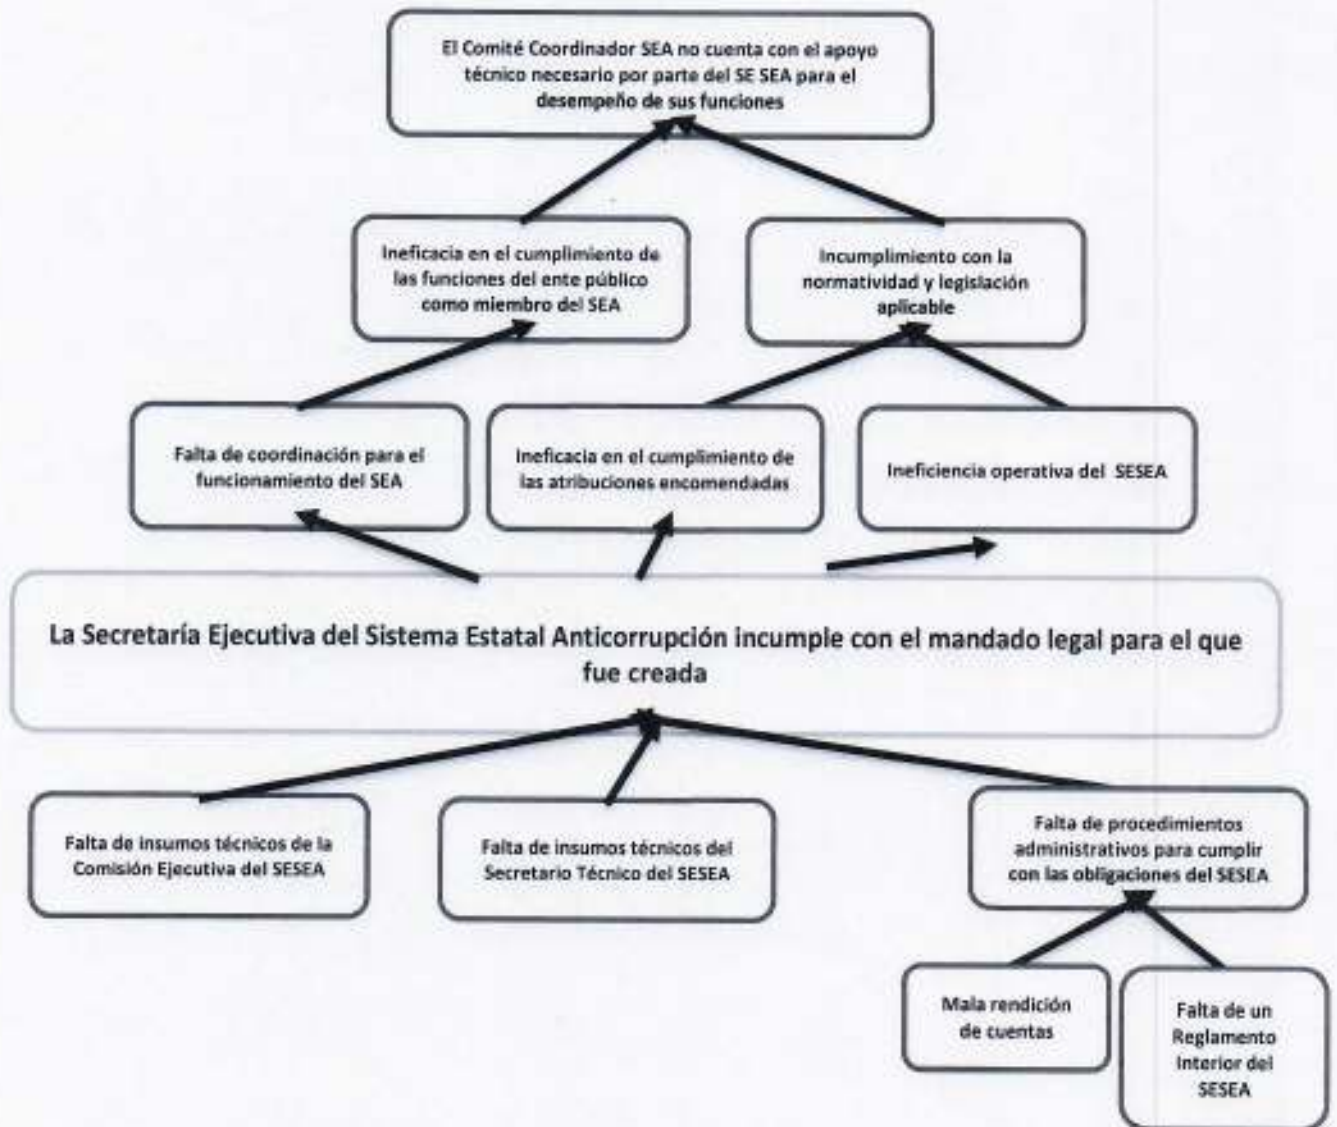 El Comité Coordinador SEA no cuenta con el apoyo
técnico necesario por parte del SE SEA para el
desempeño de sus funciones
Ineficacia en el cumplimiento de
las funciones del ente público
como miembro del SEA
Incumplimiento con la
normatividad y legislación
aplicable
Falta de coordinación para el
funcionamiento del SEA
Ineficacia en el cumplimiento de
las atribuciones encomendadas
Ineficiencia operativa del SESEA
La Secretaría Ejecutiva del Sistema Estatal Anticorrupción incumple con el mandado legal para el que
fue creada
Falta de insumos técnicos de la
Comisión Ejecutiva del SESEA
Falta de insumos técnicos del
Secretario Técnico del SESEA
Falta de procedimientos
administrativos para cumplir
con las obligaciones del SESEA
Mala rendición
de cuentas
Falta de un
Reglamento
Interior del
SESEA